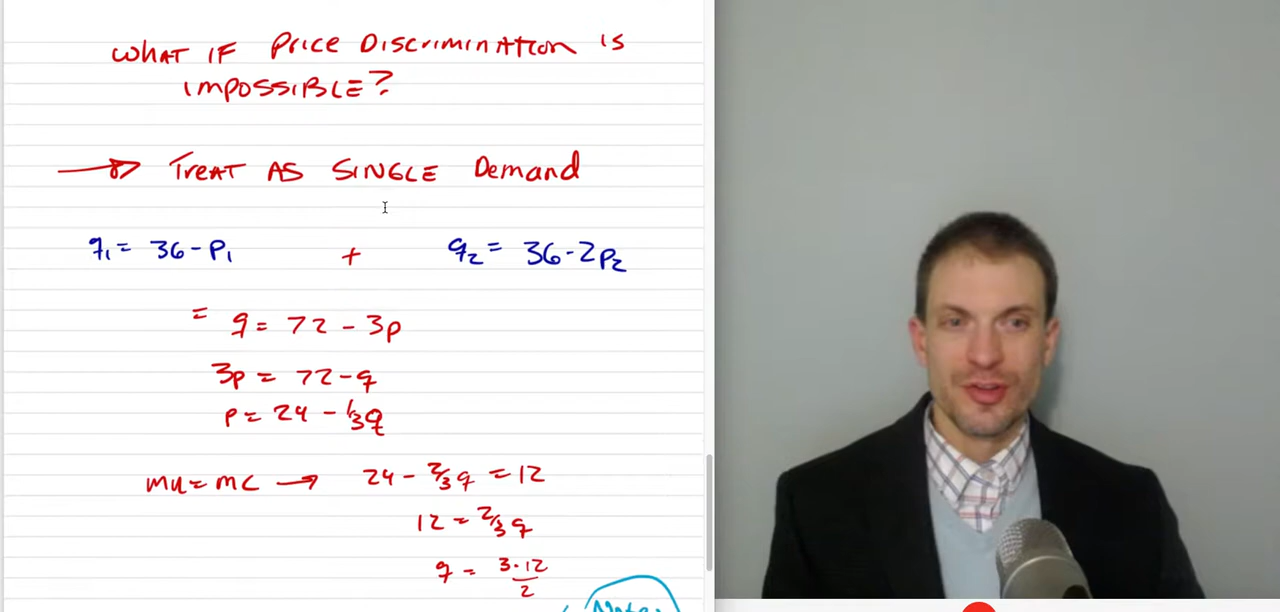 WHAT IF PRICE DISCRIMINATION IS
IMPOSSIBLE?
→ TREAT AS SINGLE Demand
q₁ = 36 - P₁ + q₂ = 36 - 2P₂
= q = 72 - 3p
3p = 72 - q
p = 24 - 1/3q
MR = MC → 24 - 2/3q = 12
12 = 2/3q
q = 3·12/2
Note: